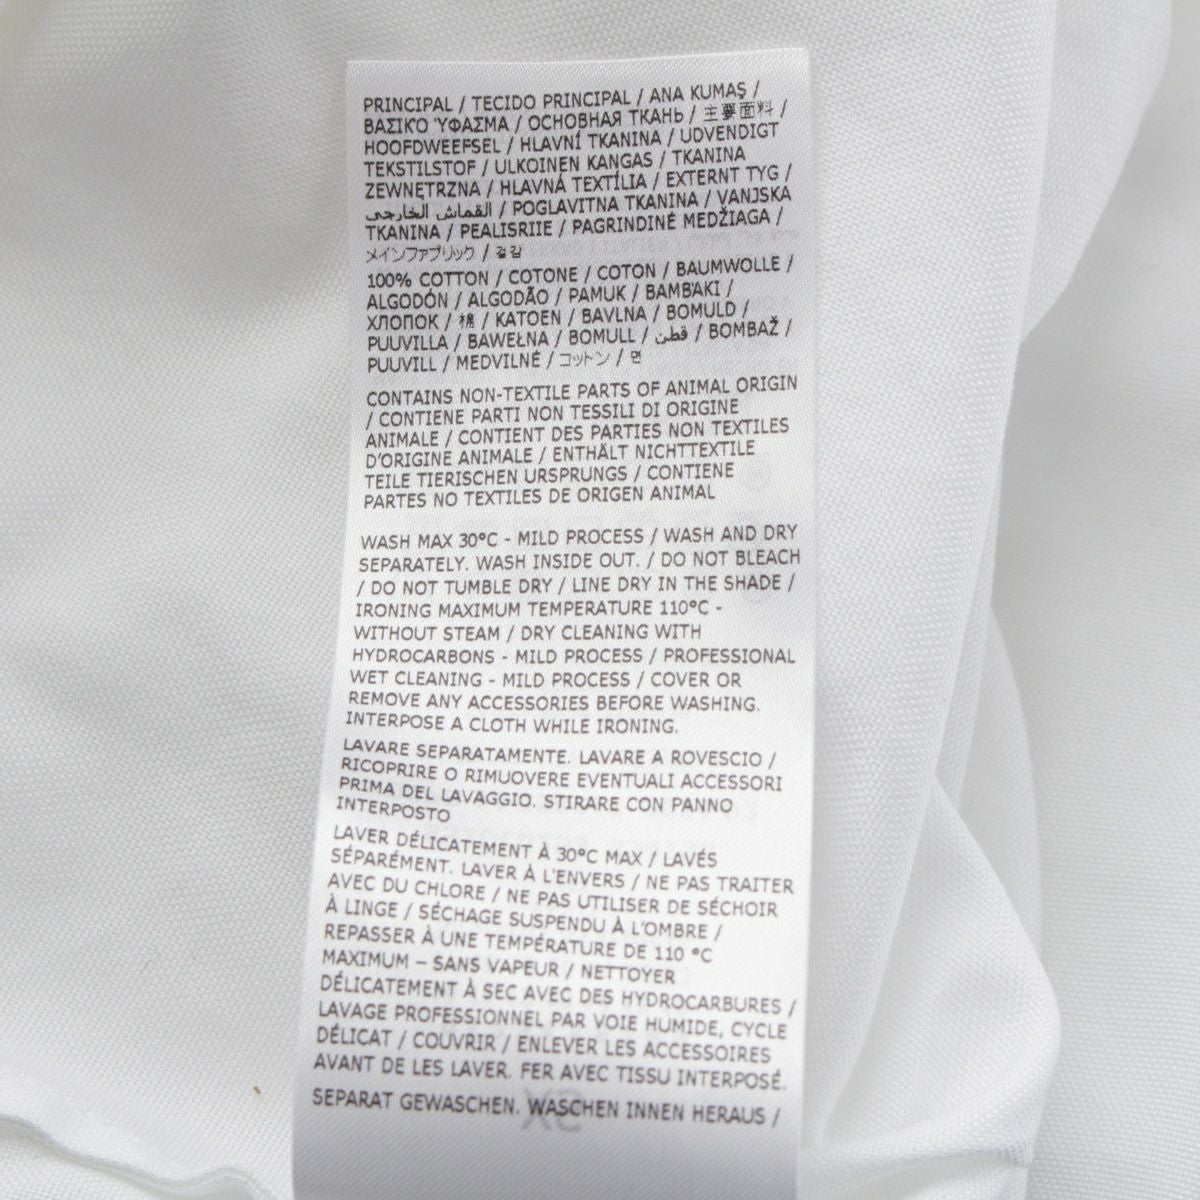 PRINCIPAL / TECIDO PRINCIPAL / ANA KUMAŞ /
ΒΑΣΙΚΌ ΎΦΑΣΜΑ / ОСНОВНАЯ ТКАНЬ / 主要面料 /
HOOFDWEEFSEL / HLAVNÍ TKANINA / UDVENDIGT
TEKSTILSTOF / ULKOINEN KANGAS / TKANINA
ZEWNĘTRZNA / HLAVNÁ TEXTÍLIA / EXTERNT TYG /
القماش الخارجي / POGLAVITNA TKANINA / VANJSKA
TKANINA / PEALISRIIE / PAGRINDINĖ MEDŽIAGA /
メインファブリック / 겉감
100% COTTON / COTONE / COTON / BAUMWOLLE /
ALGODÓN / ALGODÃO / PAMUK / ΒΑΜΒΆΚΙ /
ХЛОПОК / 棉 / KATOEN / BAVLNA / BOMULD /
PUUVILLA / BAWEŁNA / BOMULL / قطن / BOMBAŽ /
PUUVILL / MEDVILNĖ / コットン / 면
CONTAINS NON-TEXTILE PARTS OF ANIMAL ORIGIN
/ CONTIENE PARTI NON TESSILI DI ORIGINE
ANIMALE / CONTIENT DES PARTIES NON TEXTILES
D'ORIGINE ANIMALE / ENTHÄLT NICHTTEXTILE
TEILE TIERISCHEN URSPRUNGS / CONTIENE
PARTES NO TEXTILES DE ORIGEN ANIMAL
WASH MAX 30°C - MILD PROCESS / WASH AND DRY
SEPARATELY. WASH INSIDE OUT. / DO NOT BLEACH
/ DO NOT TUMBLE DRY / LINE DRY IN THE SHADE /
IRONING MAXIMUM TEMPERATURE 110°C -
WITHOUT STEAM / DRY CLEANING WITH
HYDROCARBONS - MILD PROCESS / PROFESSIONAL
WET CLEANING - MILD PROCESS / COVER OR
REMOVE ANY ACCESSORIES BEFORE WASHING.
INTERPOSE A CLOTH WHILE IRONING.
LAVARE SEPARATAMENTE. LAVARE A ROVESCIO /
RICOPRIRE O RIMUOVERE EVENTUALI ACCESSORI
PRIMA DEL LAVAGGIO. STIRARE CON PANNO
INTERPOSTO
LAVER DÉLICATEMENT À 30°C MAX / LAVÉS
SÉPARÉMENT. LAVER À L'ENVERS / NE PAS TRAITER
AVEC DU CHLORE / NE PAS UTILISER DE SÉCHOIR
À LINGE / SÉCHAGE SUSPENDU À L'OMBRE /
REPASSER À UNE TEMPÉRATURE DE 110 °C
MAXIMUM – SANS VAPEUR / NETTOYER
DÉLICATEMENT À SEC AVEC DES HYDROCARBURES /
LAVAGE PROFESSIONNEL PAR VOIE HUMIDE, CYCLE
DÉLICAT / COUVRIR / ENLEVER LES ACCESSOIRES
AVANT DE LES LAVER. FER AVEC TISSU INTERPOSÉ.
SEPARAT GEWASCHEN. WASCHEN INNEN HERAUS /